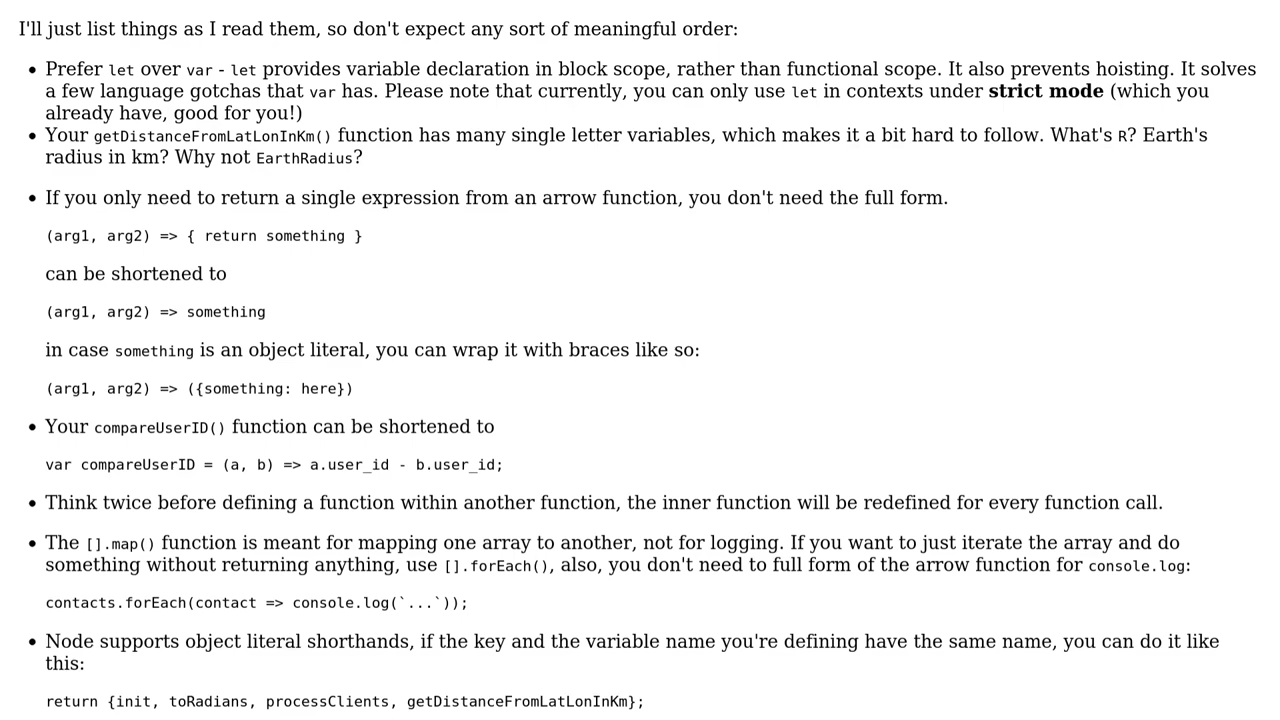 I'll just list things as I read them, so don't expect any sort of meaningful order:
• Prefer let over var - let provides variable declaration in block scope, rather than functional scope. It also prevents hoisting. It solves
a few language gotchas that var has. Please note that currently, you can only use let in contexts under strict mode (which you
already have, good for you!)
• Your getDistanceFromLatLonInKm() function has many single letter variables, which makes it a bit hard to follow. What's R? Earth's
radius in km? Why not EarthRadius?
• If you only need to return a single expression from an arrow function, you don't need the full form.
(arg1, arg2) => { return something }
can be shortened to
(arg1, arg2) => something
in case something is an object literal, you can wrap it with braces like so:
(arg1, arg2) => ({something: here})
• Your compareUserID() function can be shortened to
var compareUserID = (a, b) => a.user_id - b.user_id;
• Think twice before defining a function within another function, the inner function will be redefined for every function call.
• The [].map() function is meant for mapping one array to another, not for logging. If you want to just iterate the array and do
something without returning anything, use [].forEach(), also, you don't need to full form of the arrow function for console.log:
contacts.forEach(contact => console.log(`...`));
• Node supports object literal shorthands, if the key and the variable name you're defining have the same name, you can do it like
this:
return {init, toRadians, processClients, getDistanceFromLatLonInKm};